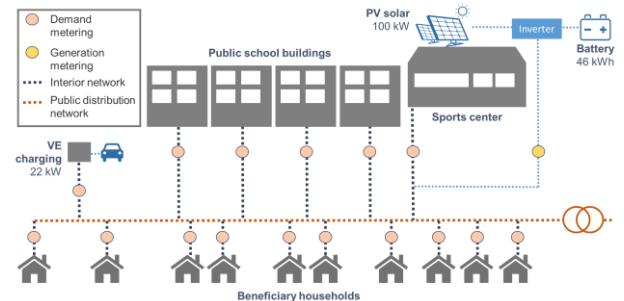 Demand
metering
Generation
metering
Interior network
Public distribution
network
Public school buildings
PV solar
100 kW
Inverter
Battery
46 kWh
Sports center
VE
charging
22 kW
Beneficiary households